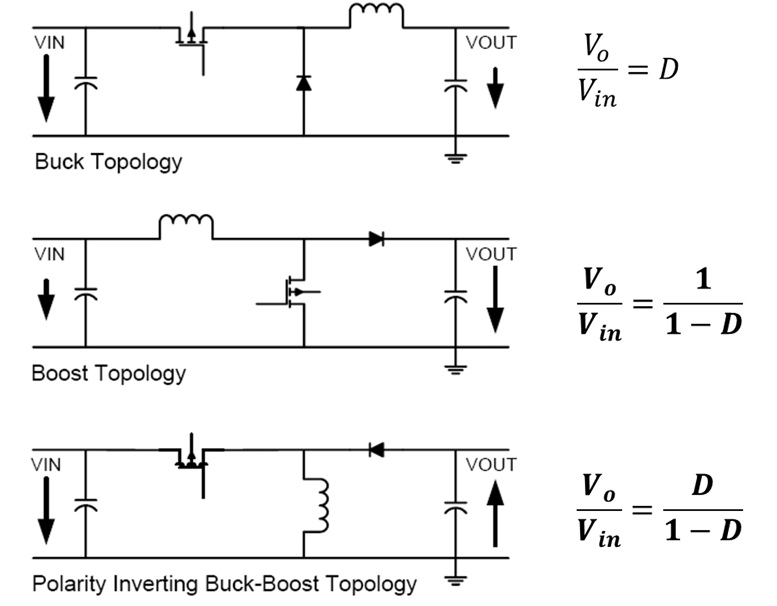 VIN
VOUT
Vo/Vin = D
Buck Topology
VIN
VOUT
Vo/Vin = 1/(1 − D)
Boost Topology
VIN
VOUT
Vo/Vin = D/(1 − D)
Polarity Inverting Buck-Boost Topology